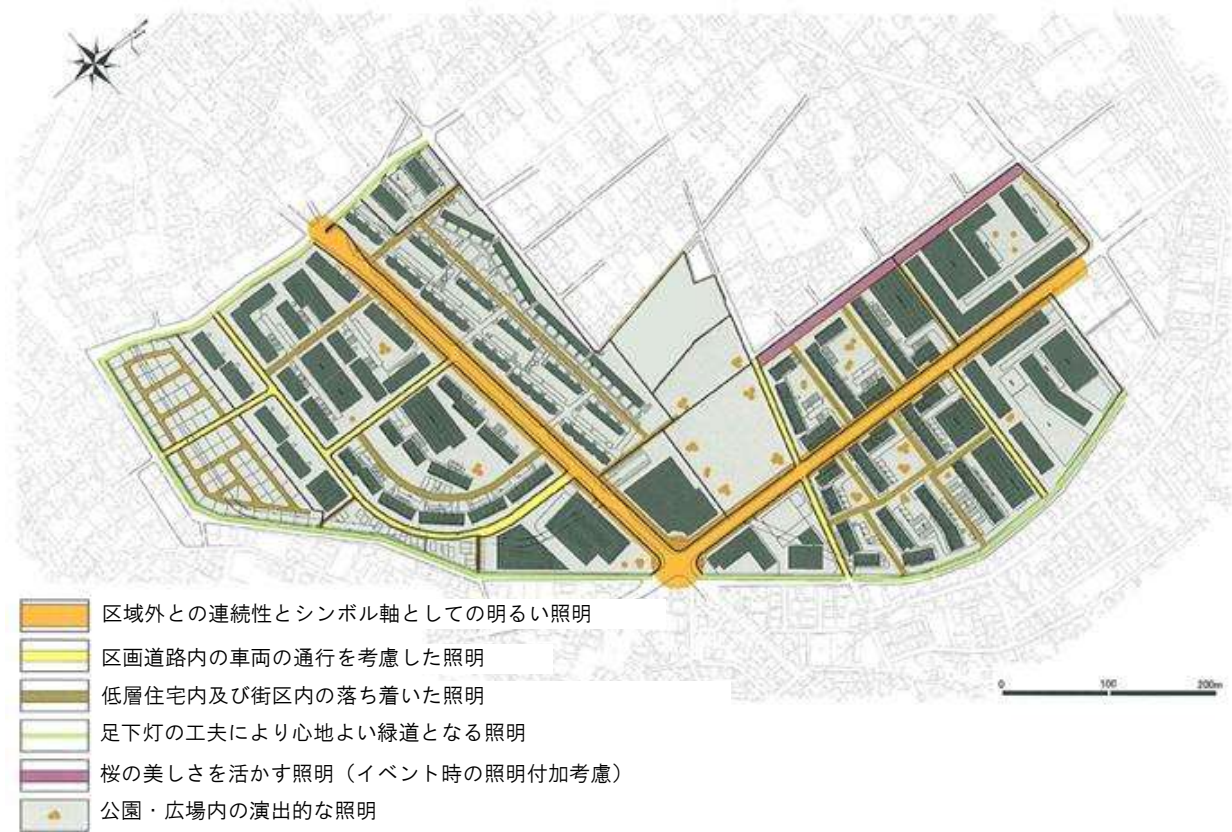 区域外との連続性とシンボル軸としての明るい照明
区画道路内の車両の通行を考慮した照明
低層住宅内及び街区内の落ち着いた照明
足下灯の工夫により心地よい緑道となる照明
桜の美しさを活かす照明（イベント時の照明付加考慮）
公園・広場内の演出的な照明
0 100 200m